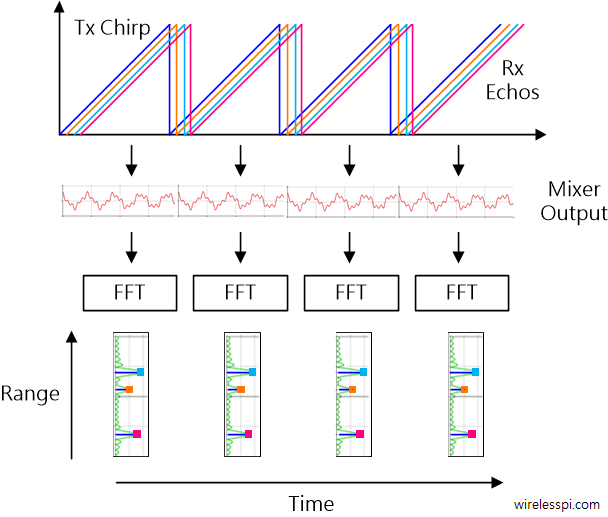 Tx Chirp
Rx
Echos
Mixer
Output
FFT
FFT
FFT
FFT
Range
Time
wirelesspi.com